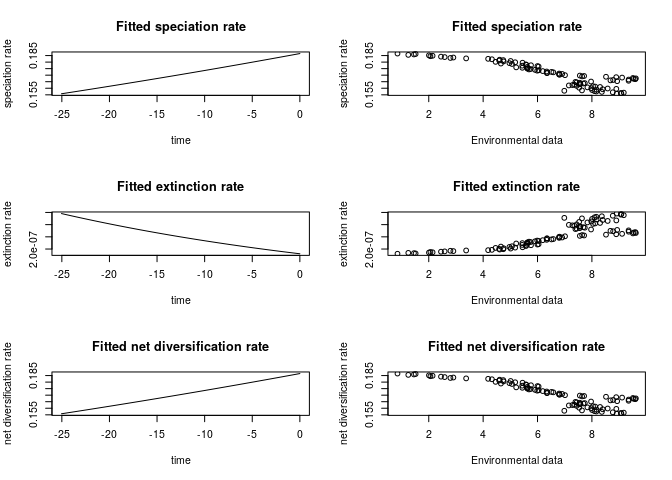 Fitted speciation rate
speciation rate
0.155 0.185
-25 -20 -15 -10 -5 0
time
Fitted speciation rate
speciation rate
0.155 0.185
2 4 6 8
Environmental data
Fitted extinction rate
extinction rate
2.0e-07
-25 -20 -15 -10 -5 0
time
Fitted extinction rate
extinction rate
2.0e-07
2 4 6 8
Environmental data
Fitted net diversification rate
net diversification rate
0.155 0.185
-25 -20 -15 -10 -5 0
time
Fitted net diversification rate
net diversification rate
0.155 0.185
2 4 6 8
Environmental data